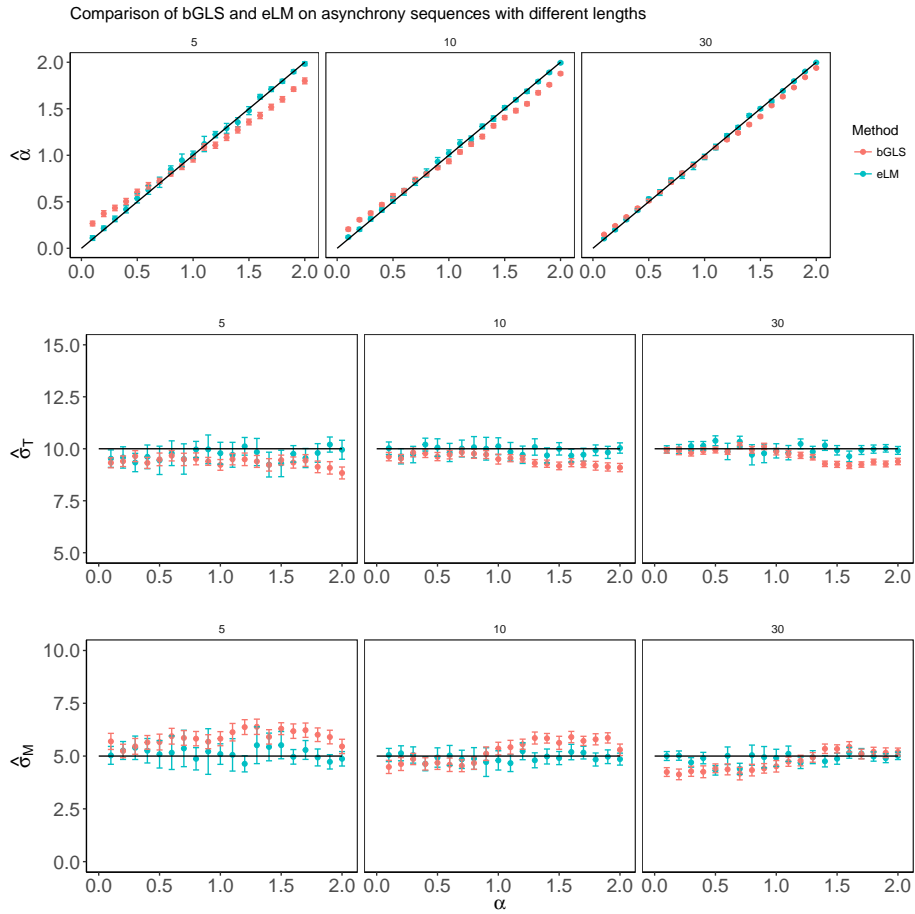 Comparison of bGLS and eLM on asynchrony sequences with different lengths
5 10 30
2.0
1.5
1.0
0.5
0.0
α̂
0.0 0.5 1.0 1.5 2.0 0.0 0.5 1.0 1.5 2.0 0.0 0.5 1.0 1.5 2.0
Method
bGLS
eLM
5 10 30
15.0
12.5
10.0
7.5
5.0
σ̂T
0.0 0.5 1.0 1.5 2.0 0.0 0.5 1.0 1.5 2.0 0.0 0.5 1.0 1.5 2.0
5 10 30
10.0
7.5
5.0
2.5
0.0
σ̂M
0.0 0.5 1.0 1.5 2.0 0.0 0.5 1.0 1.5 2.0 0.0 0.5 1.0 1.5 2.0
α